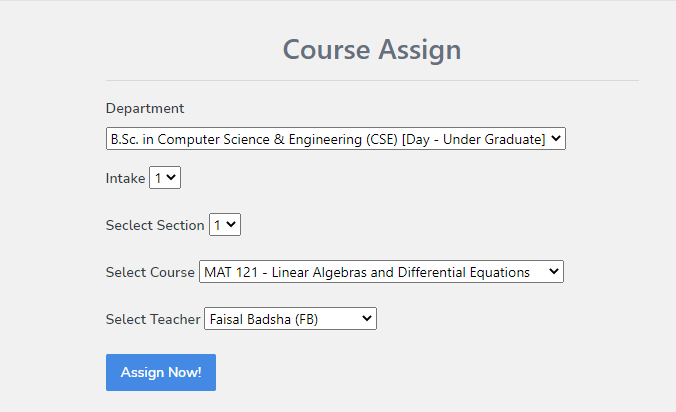 Course Assign
Department
B.Sc. in Computer Science & Engineering (CSE) [Day - Under Graduate]
Intake 1
Seclect Section 1
Select Course MAT 121 - Linear Algebras and Differential Equations
Select Teacher Faisal Badsha (FB)
Assign Now!